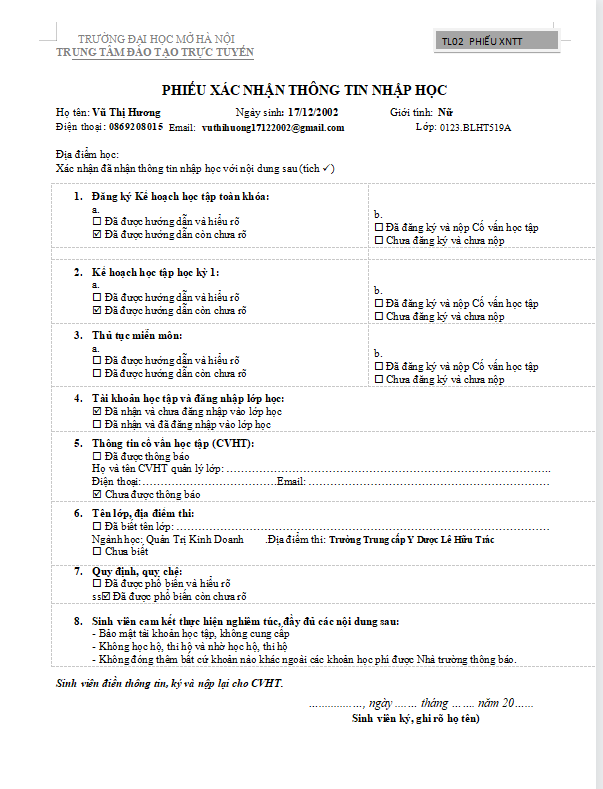 TRƯỜNG ĐẠI HỌC MỞ HÀ NỘI
TRUNG TÂM ĐÀO TẠO TRỰC TUYẾN
TL02 PHIẾU XNTT
PHIẾU XÁC NHẬN THÔNG TIN NHẬP HỌC
Họ tên: Vũ Thị Hương Ngày sinh: 17/12/2002 Giới tính: Nữ
Điện thoại: 0869208015 Email: vuthihuong17122002@gmail.com Lớp: 0123.BLHT519A
Địa điểm học:
Xác nhận đã nhận thông tin nhập học với nội dung sau (tích ✓)
1. Đăng ký Kế hoạch học tập toàn khóa:
a.
☐ Đã được hướng dẫn và hiểu rõ
☑ Đã được hướng dẫn còn chưa rõ
b.
☐ Đã đăng ký và nộp Cố vấn học tập
☐ Chưa đăng ký và chưa nộp
2. Kế hoạch học tập học kỳ 1:
a.
☐ Đã được hướng dẫn và hiểu rõ
☑ Đã được hướng dẫn còn chưa rõ
b.
☐ Đã đăng ký và nộp Cố vấn học tập
☐ Chưa đăng ký và chưa nộp
3. Thủ tục miễn môn:
a.
☐ Đã được hướng dẫn và hiểu rõ
☐ Đã được hướng dẫn còn chưa rõ
b.
☐ Đã đăng ký và nộp Cố vấn học tập
☐ Chưa đăng ký và chưa nộp
4. Tài khoản học tập và đăng nhập lớp học:
☑ Đã nhận và chưa đăng nhập vào lớp học
☐ Đã nhận và đã đăng nhập vào lớp học
5. Thông tin cố vấn học tập (CVHT):
☐ Đã được thông báo
Họ và tên CVHT quản lý lớp: ……………………………………………………………………..
Điện thoại:…………………………….Email: ……………………………………………………
☑ Chưa được thông báo
6. Tên lớp, địa điểm thi:
☐ Đã biết tên lớp: …………………………………………………………………………………
Ngành học: Quản Trị Kinh Doanh .Địa điểm thi: Trường Trung cấp Y Dược Lê Hữu Trác
☐ Chưa biết
7. Quy định, quy chế:
☐ Đã được phổ biến và hiểu rõ
ss☑ Đã được phổ biến còn chưa rõ
8. Sinh viên cam kết thực hiện nghiêm túc, đầy đủ các nội dung sau:
- Bảo mật tài khoản học tập, không cung cấp
- Không học hộ, thi hộ và nhờ học hộ, thi hộ
- Không đóng thêm bất cứ khoản nào khác ngoài các khoản học phí được Nhà trường thông báo.
Sinh viên điền thông tin, ký và nộp lại cho CVHT.
………………, ngày ……. tháng ……. năm 20……
Sinh viên ký, ghi rõ họ tên)